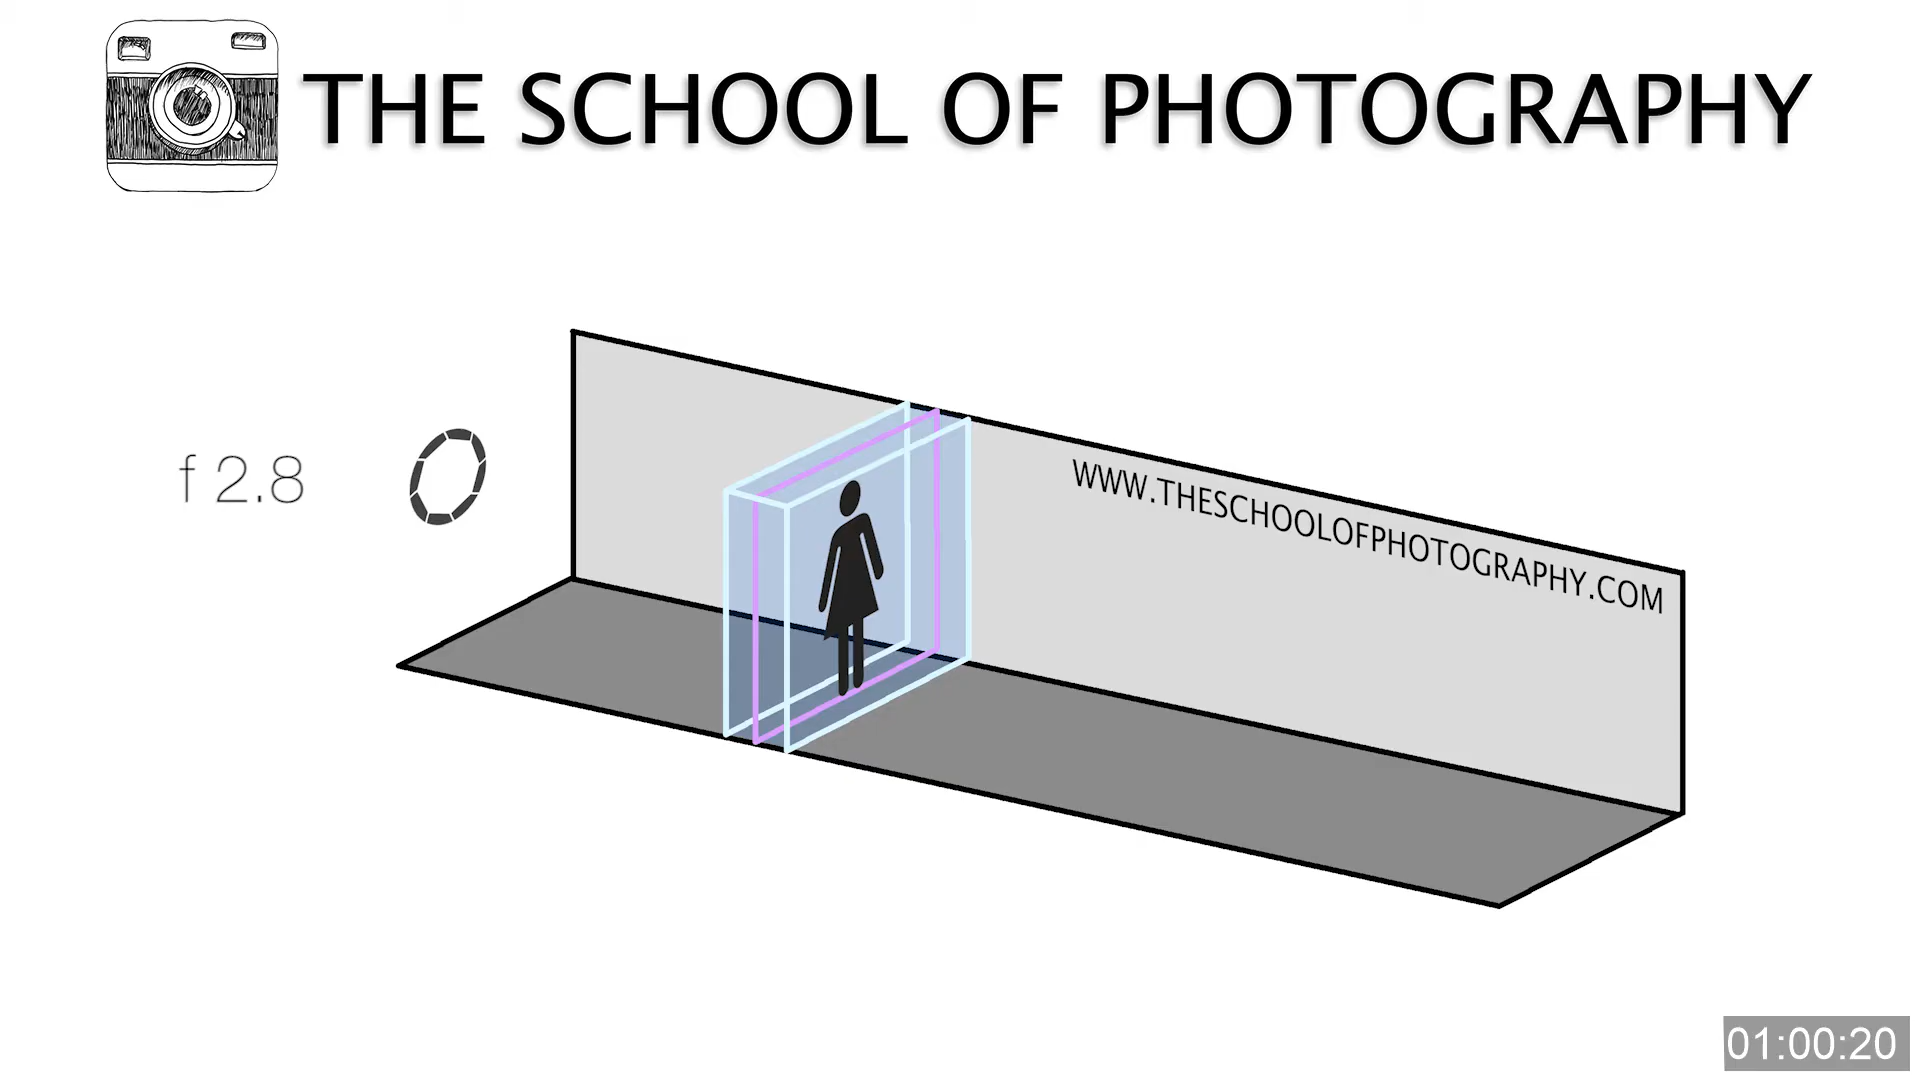 THE SCHOOL OF PHOTOGRAPHY
f 2.8
WWW.THESCHOOLOFPHOTOGRAPHY.COM
01:00:20